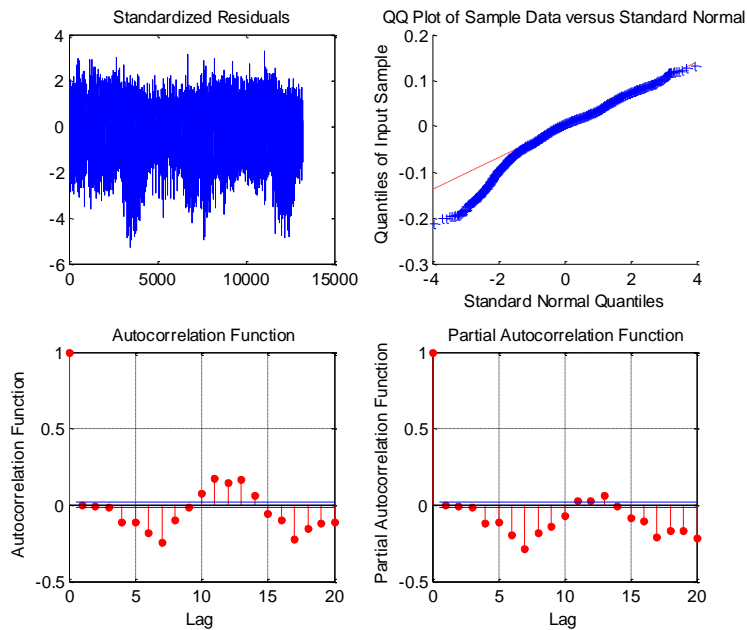 Standardized Residuals
4
2
0
-2
-4
-6
0 5000 10000 15000
QQ Plot of Sample Data versus Standard Normal
Quantiles of Input Sample
0.2
0.1
0
-0.1
-0.2
-0.3
-4 -2 0 2 4
Standard Normal Quantiles
Autocorrelation Function
Autocorrelation Function
1
0.5
0
-0.5
0 5 10 15 20
Lag
Partial Autocorrelation Function
Partial Autocorrelation Function
1
0.5
0
-0.5
0 5 10 15 20
Lag